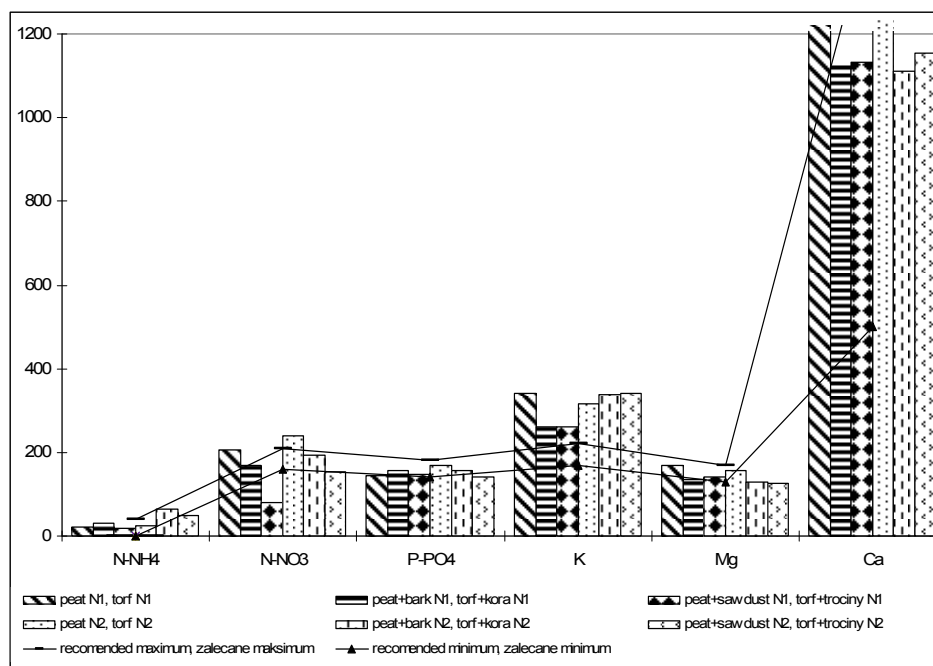 1200
1000
800
600
400
200
0
N-NH4 N-NO3 P-PO4 K Mg Ca
peat N1, torf N1 peat+bark N1, torf+kora N1 peat+sawdust N1, torf+trociny N1
peat N2, torf N2 peat+bark N2, torf+kora N2 peat+sawdust N2, torf+trociny N2
recomended maximum, zalecane maksimum recomended minimum, zalecane minimum